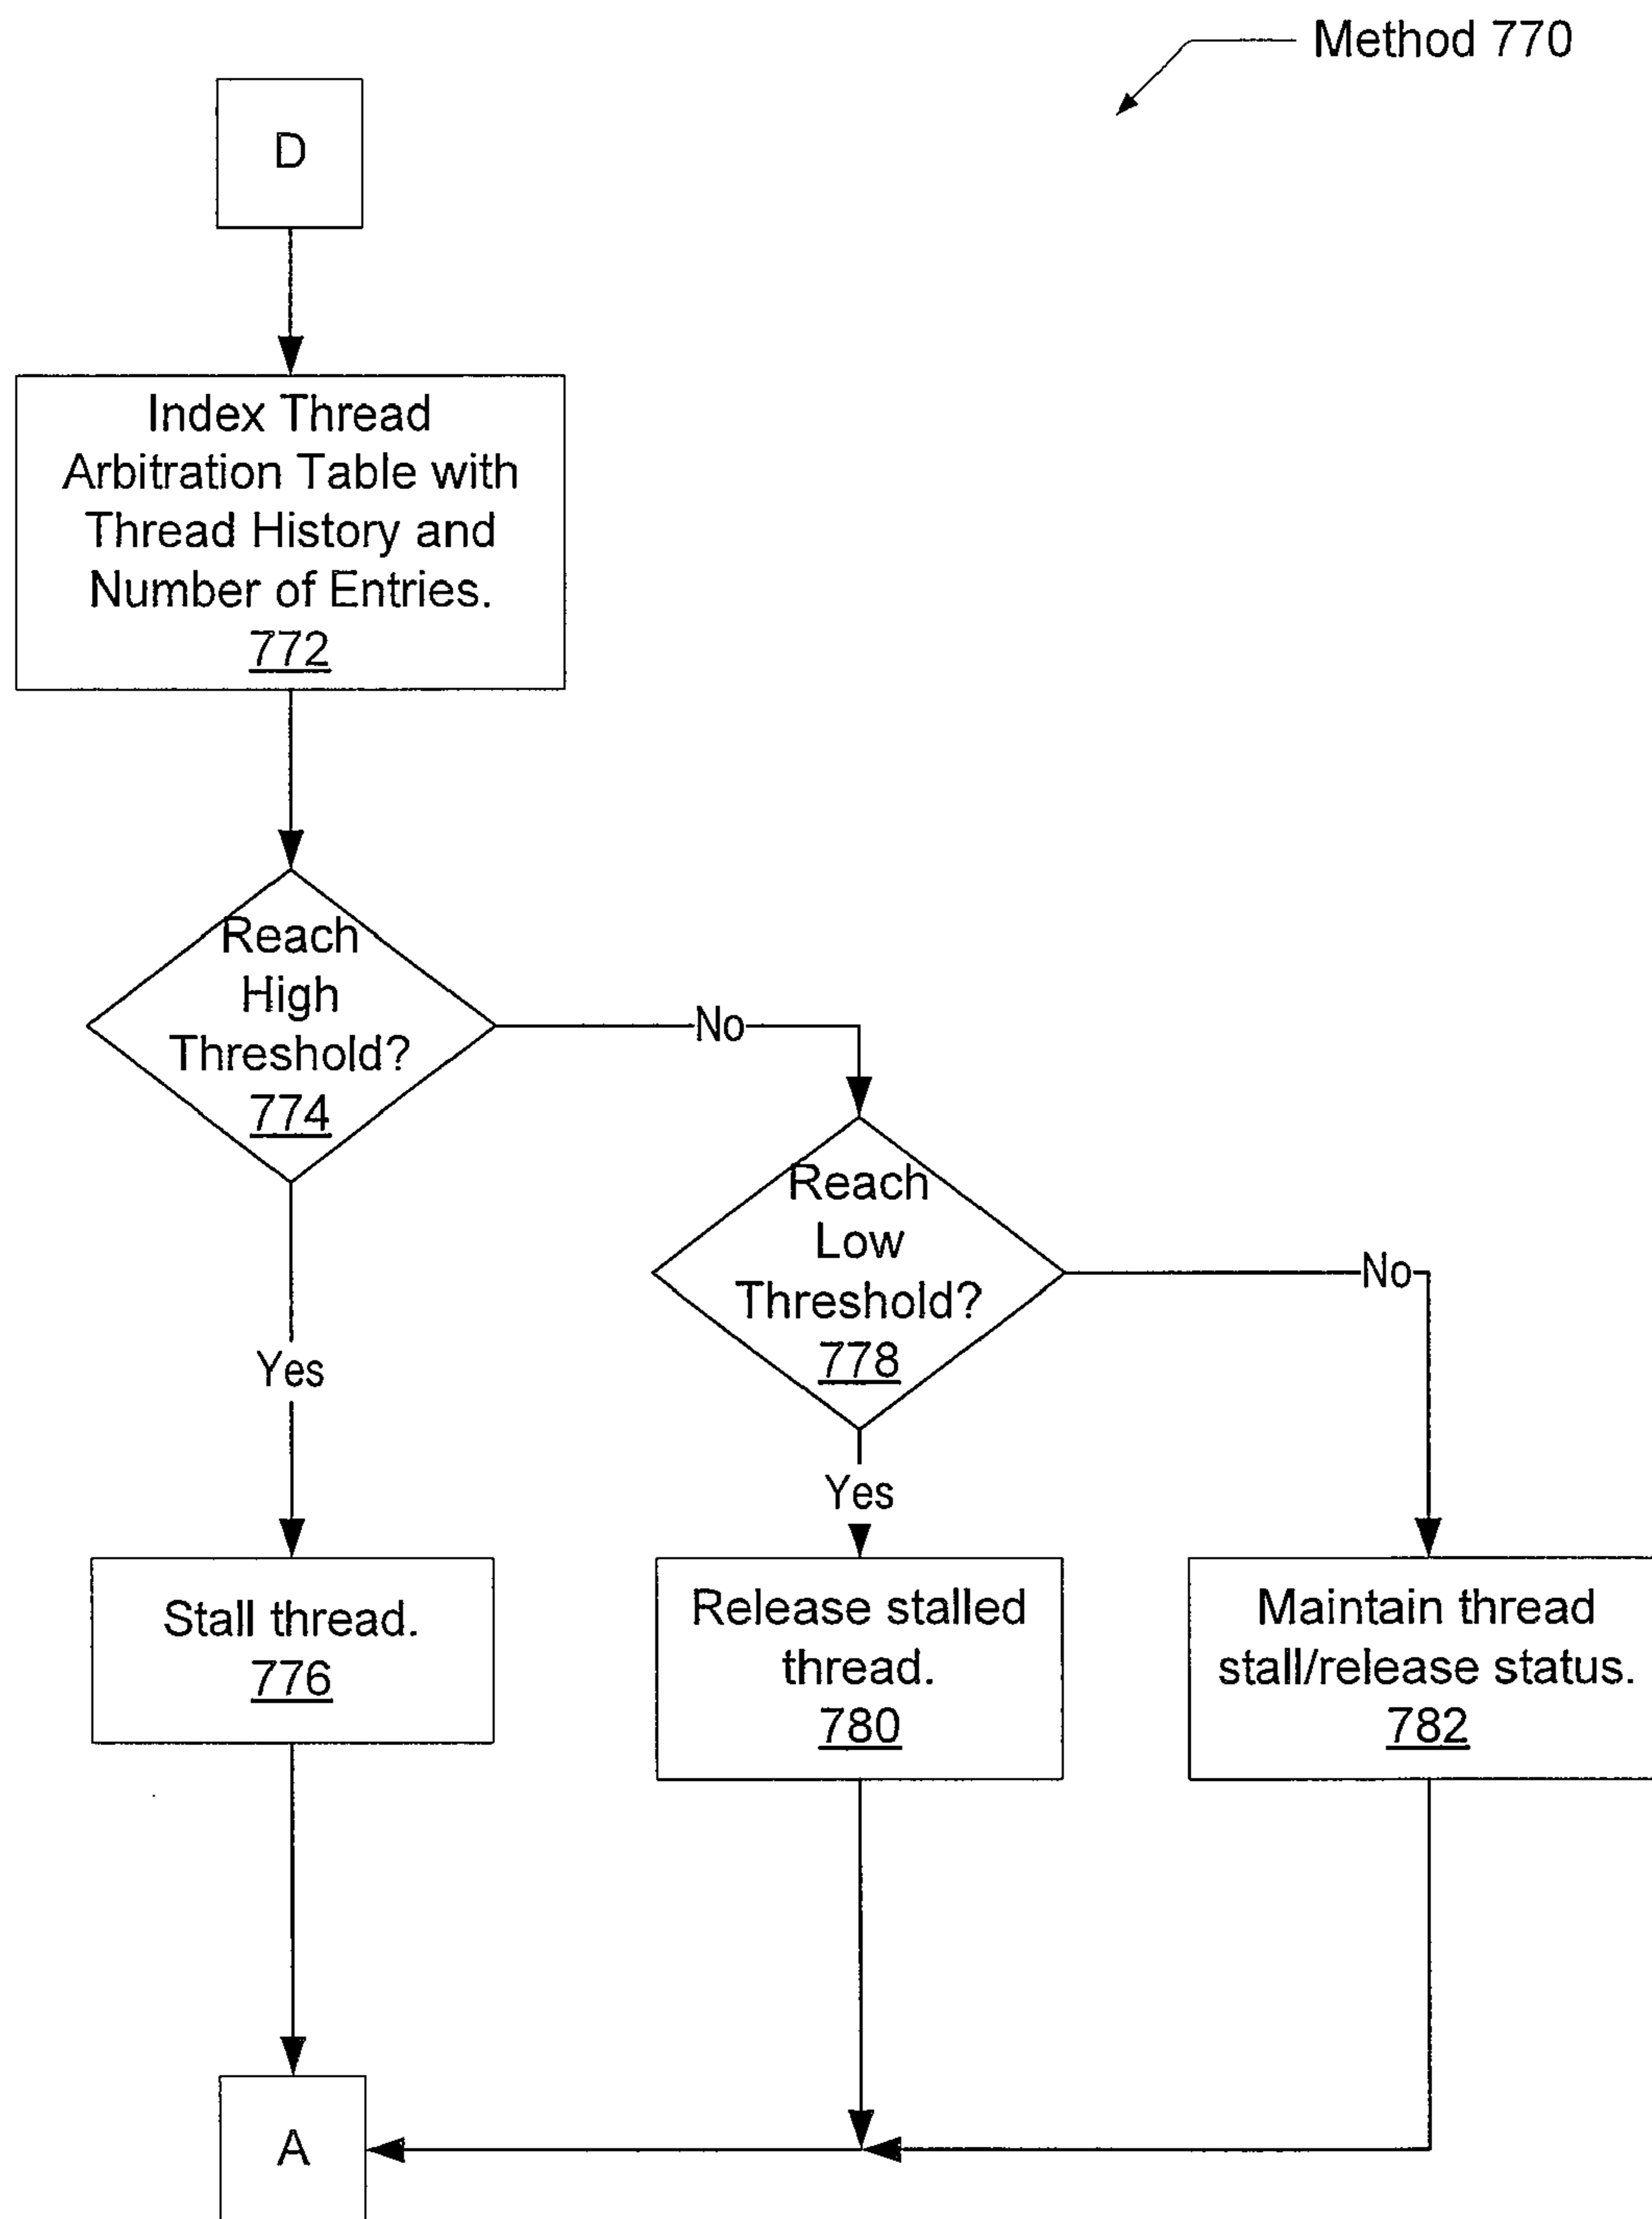 Method 770
D
Index Thread
Arbitration Table with
Thread History and
Number of Entries.
772
Reach
High
Threshold?
774
No
Reach
Low
Threshold?
778
No
Yes
Yes
Stall thread.
776
Release stalled
thread.
780
Maintain thread
stall/release status.
782
A